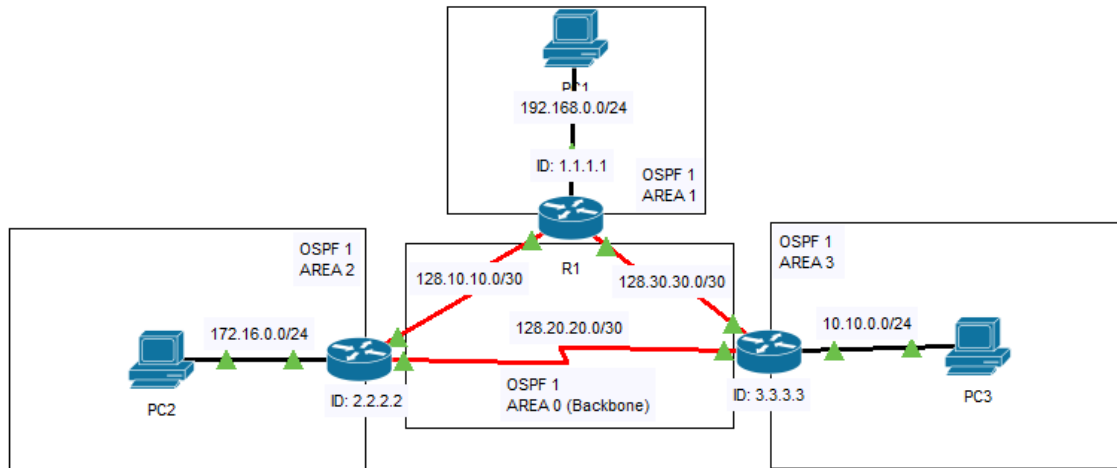 PC1
192.168.0.0/24
ID: 1.1.1.1
OSPF 1
AREA 1
R1
OSPF 1
AREA 2
OSPF 1
AREA 3
128.10.10.0/30
128.30.30.0/30
172.16.0.0/24
128.20.20.0/30
10.10.0.0/24
PC2
ID: 2.2.2.2
OSPF 1
AREA 0 (Backbone)
ID: 3.3.3.3
PC3